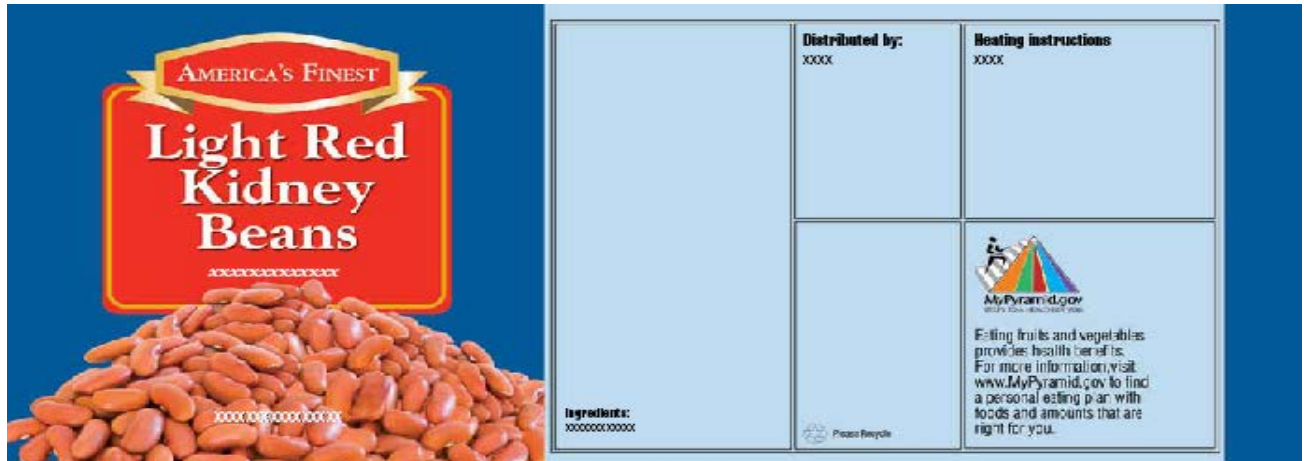 AMERICA'S FINEST
Light Red
Kidney
Beans
xxxxxxxxxxxxx
xxxxxxxxxxxxxxxxx
Ingredients:
xxxxxxxxxxxx
Distributed by:
xxxx
Please Recycle
Heating instructions
xxxx
MyPyramid.gov
Eating fruits and vegetables
provides health benefits.
For more information,visit
www.MyPyramid.gov to find
a personal eating plan with
foods and amounts that are
right for you.